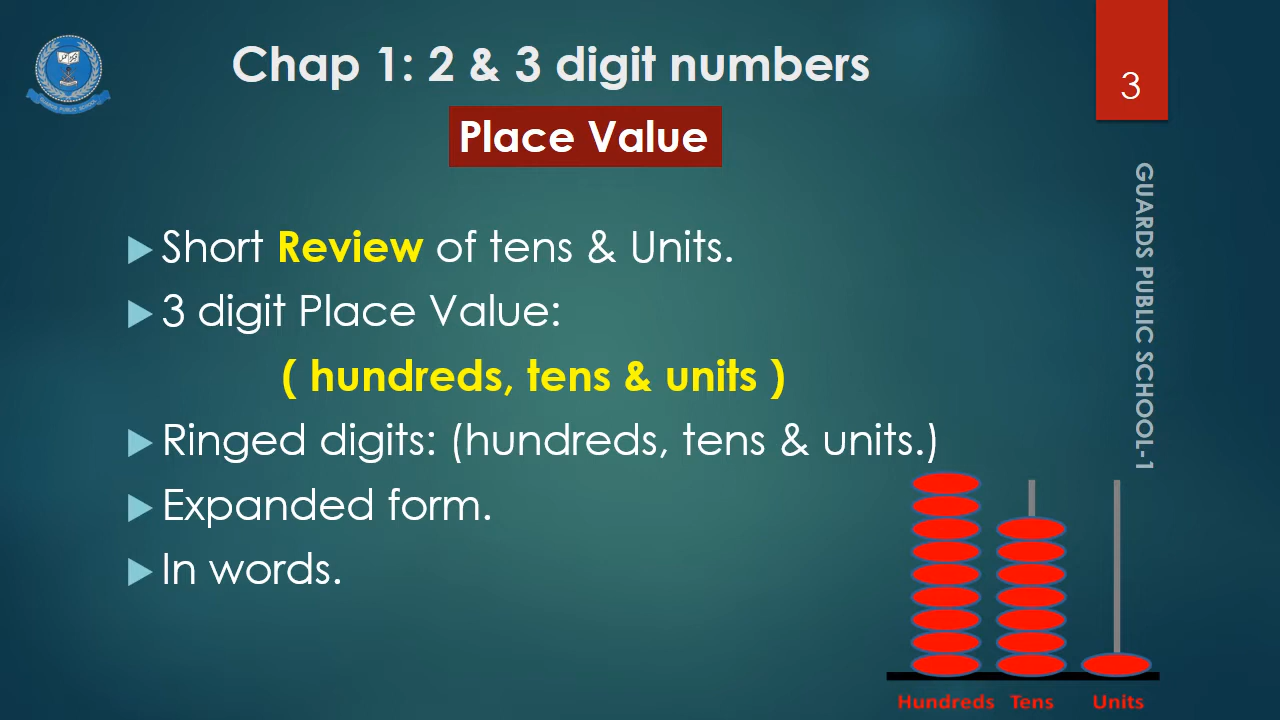 Chap 1: 2 & 3 digit numbers
3
Place Value
Short Review of tens & Units.
3 digit Place Value:
( hundreds, tens & units )
Ringed digits: (hundreds, tens & units.)
Expanded form.
In words.
GUARDS PUBLIC SCHOOL-1
Hundreds Tens Units